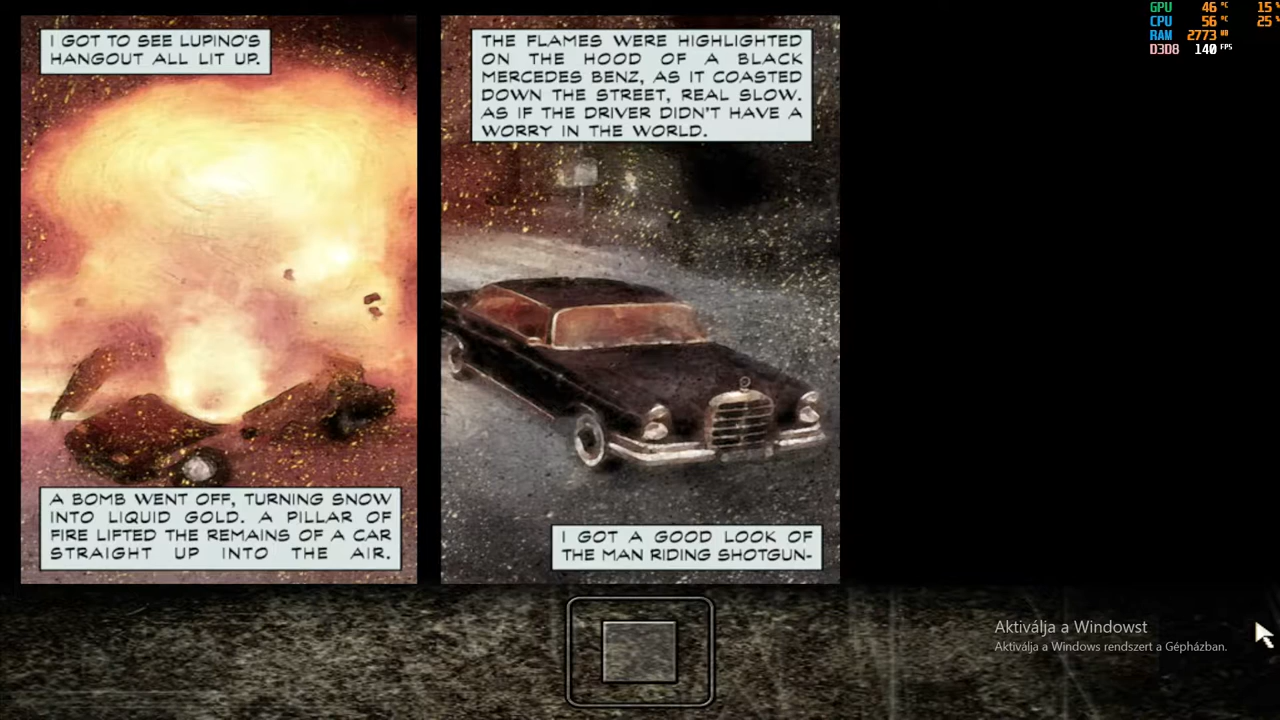 I GOT TO SEE LUPINO'S
HANGOUT ALL LIT UP.
A BOMB WENT OFF, TURNING SNOW
INTO LIQUID GOLD. A PILLAR OF
FIRE LIFTED THE REMAINS OF A CAR
STRAIGHT UP INTO THE AIR.
THE FLAMES WERE HIGHLIGHTED
ON THE HOOD OF A BLACK
MERCEDES BENZ, AS IT COASTED
DOWN THE STREET, REAL SLOW.
AS IF THE DRIVER DIDN'T HAVE A
WORRY IN THE WORLD.
I GOT A GOOD LOOK OF
THE MAN RIDING SHOTGUN-
GPU 46 °C 15 %
CPU 56 °C 25 %
RAM 2773 MB
D3D8 140 FPS
Aktiválja a Windowst
Aktiválja a Windows rendszert a Gépházban.